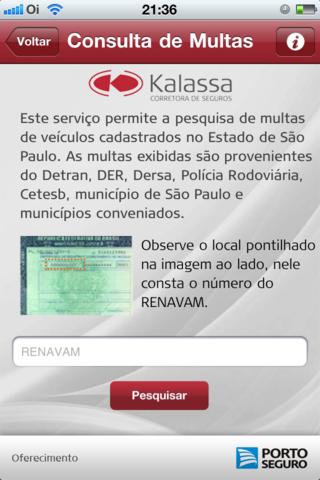 Oi 21:36
Voltar Consulta de Multas i
Kalassa
CORRETORA DE SEGUROS
Este serviço permite a pesquisa de multas
de veículos cadastrados no Estado de São
Paulo. As multas exibidas são provenientes
do Detran, DER, Dersa, Polícia Rodoviária,
Cetesb, município de São Paulo e
municípios conveniados.
Observe o local pontilhado
na imagem ao lado, nele
consta o número do
RENAVAM.
RENAVAM
Pesquisar
Oferecimento
PORTO
SEGURO